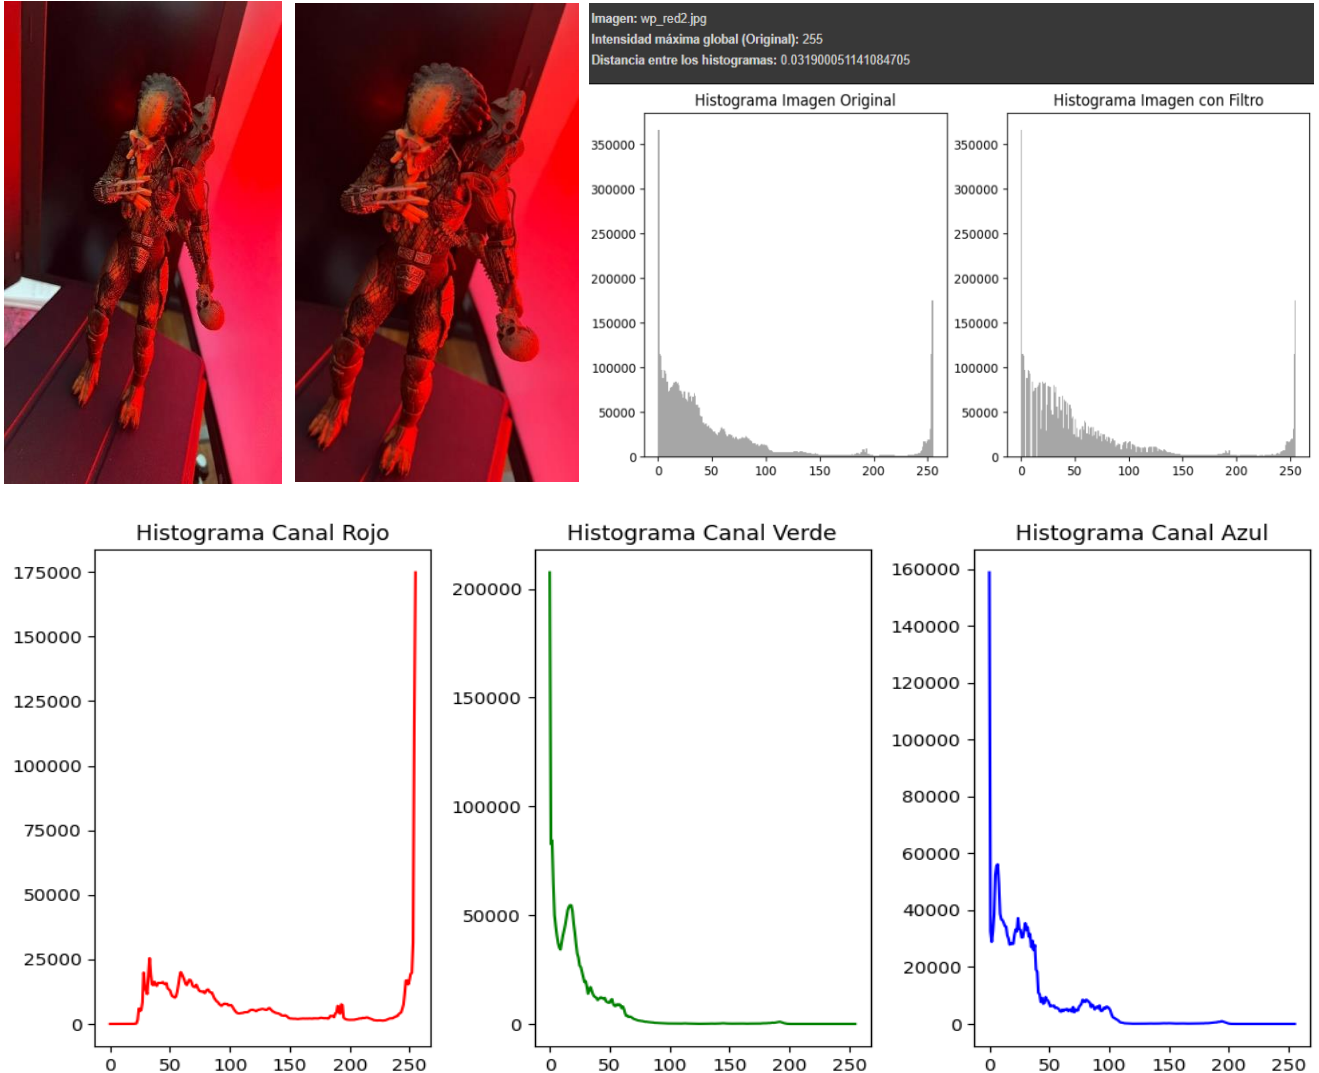 Imagen: wp_red2.jpg
Intensidad máxima global (Original): 255
Distancia entre los histogramas: 0.031900051141084705
Histograma Imagen Original
350000
300000
250000
200000
150000
100000
50000
0
0 50 100 150 200 250
Histograma Imagen con Filtro
350000
300000
250000
200000
150000
100000
50000
0
0 50 100 150 200 250
Histograma Canal Rojo
175000
150000
125000
100000
75000
50000
25000
0
0 50 100 150 200 250
Histograma Canal Verde
200000
150000
100000
50000
0
0 50 100 150 200 250
Histograma Canal Azul
160000
140000
120000
100000
80000
60000
40000
20000
0
0 50 100 150 200 250